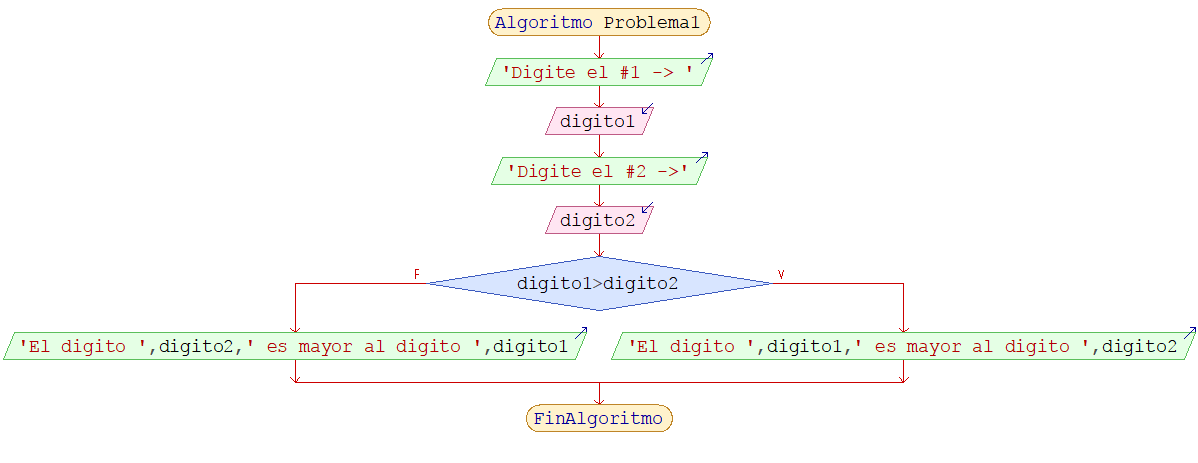 Algoritmo Problema1
'Digite el #1 -> '
digito1
'Digite el #2 ->'
digito2
digito1>digito2
F
V
'El digito ',digito2,' es mayor al digito ',digito1
'El digito ',digito1,' es mayor al digito ',digito2
FinAlgoritmo